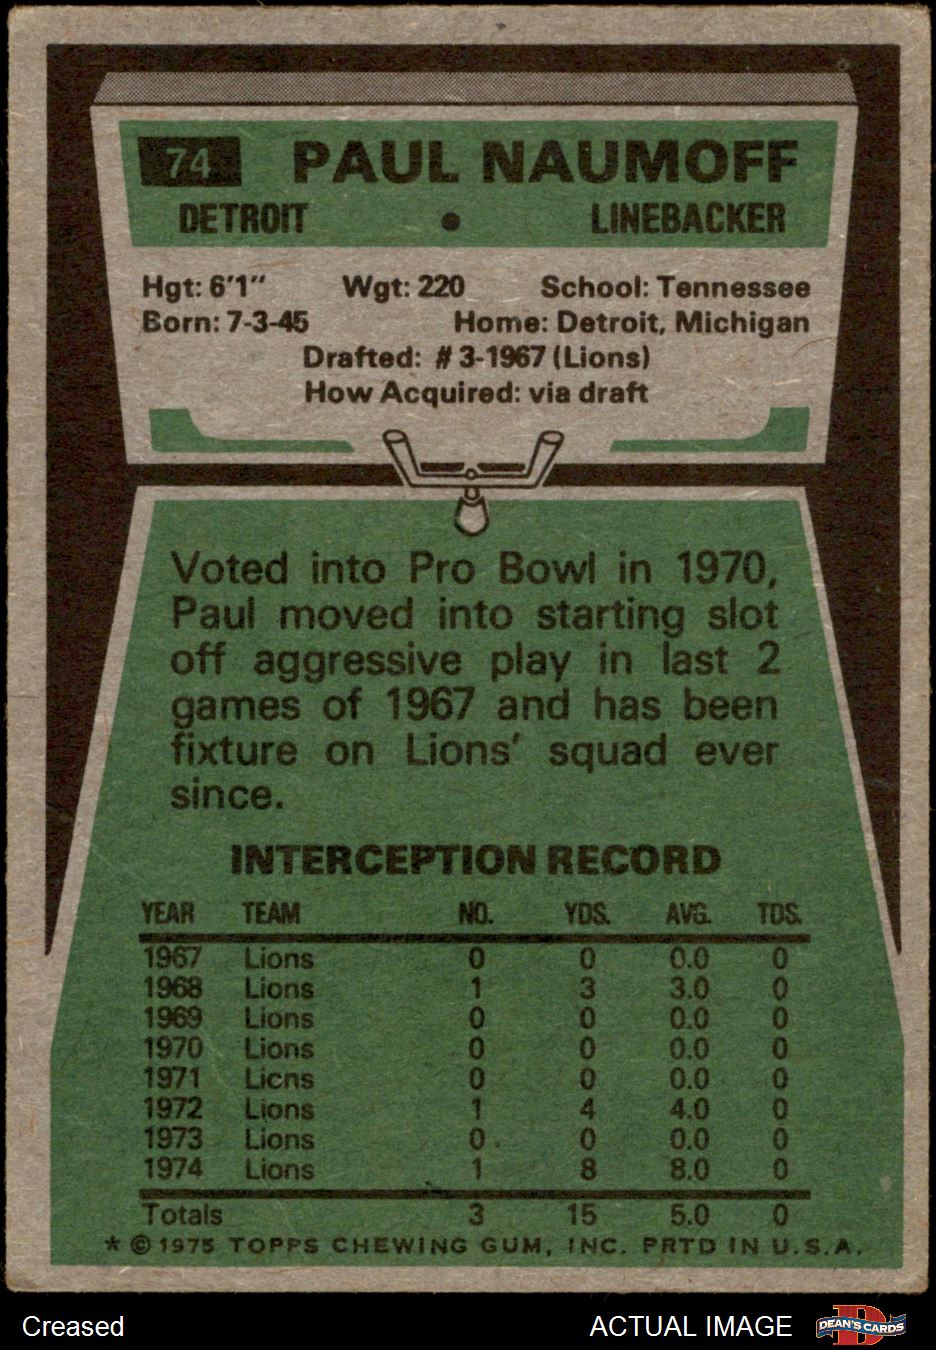 74 PAUL NAUMOFF
DETROIT • LINEBACKER
Hgt: 6'1" Wgt: 220 School: Tennessee
Born: 7-3-45 Home: Detroit, Michigan
Drafted: #3-1967 (Lions)
How Acquired: via draft
Voted into Pro Bowl in 1970,
Paul moved into starting slot
off aggressive play in last 2
games of 1967 and has been
fixture on Lions' squad ever
since.
INTERCEPTION RECORD
YEAR TEAM NO. YDS. AVG. TDS.
1967 Lions 0 0 0.0 0
1968 Lions 1 3 3.0 0
1969 Lions 0 0 0.0 0
1970 Lions 0 0 0.0 0
1971 Licns 0 0 0.0 0
1972 Lions 1 4 4.0 0
1973 Lions 0 0 0.0 0
1974 Lions 1 8 8.0 0
Totals 3 15 5.0 0
* © 1975 TOPPS CHEWING GUM, INC. PRTD IN U.S.A.
Creased ACTUAL IMAGE DEAN'S CARDS